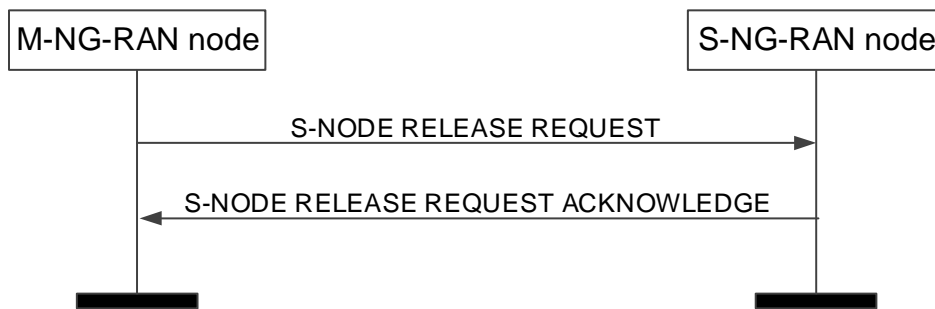 M-NG-RAN node
S-NG-RAN node
S-NODE RELEASE REQUEST
S-NODE RELEASE REQUEST ACKNOWLEDGE